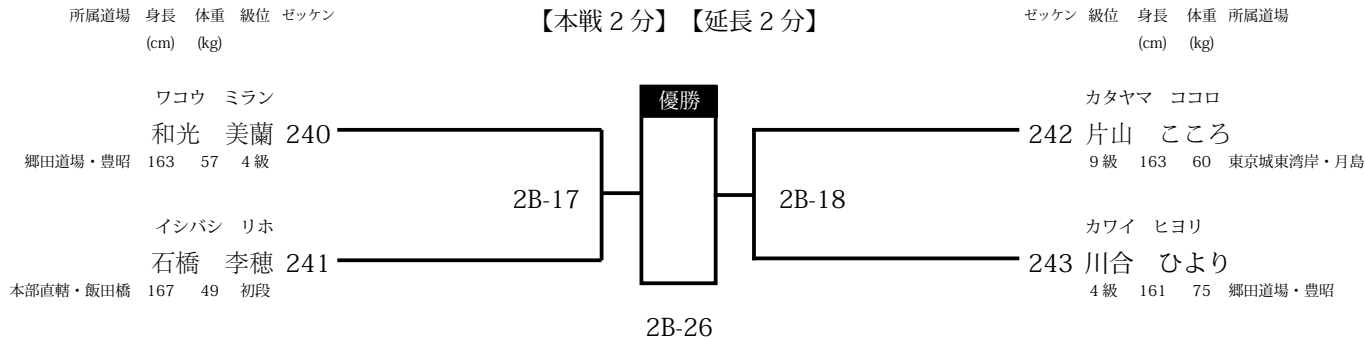 所属道場 身長 体重 級位 ゼッケン 【本戦2分】【延長2分】 ゼッケン 級位 身長 体重 所属道場
(cm) (kg) (cm) (kg)
ワコウ ミラン 優勝 カタヤマ ココロ
和光 美蘭 240 242 片山 こころ
郷田道場・豊昭 163 57 4級 9級 163 60 東京城東湾岸・月島
2B-17 2B-18
イシバシ リホ カワイ ヒヨリ
石橋 李穂 241 243 川合 ひより
本部直轄・飯田橋 167 49 初段 4級 161 75 郷田道場・豊昭
2B-26